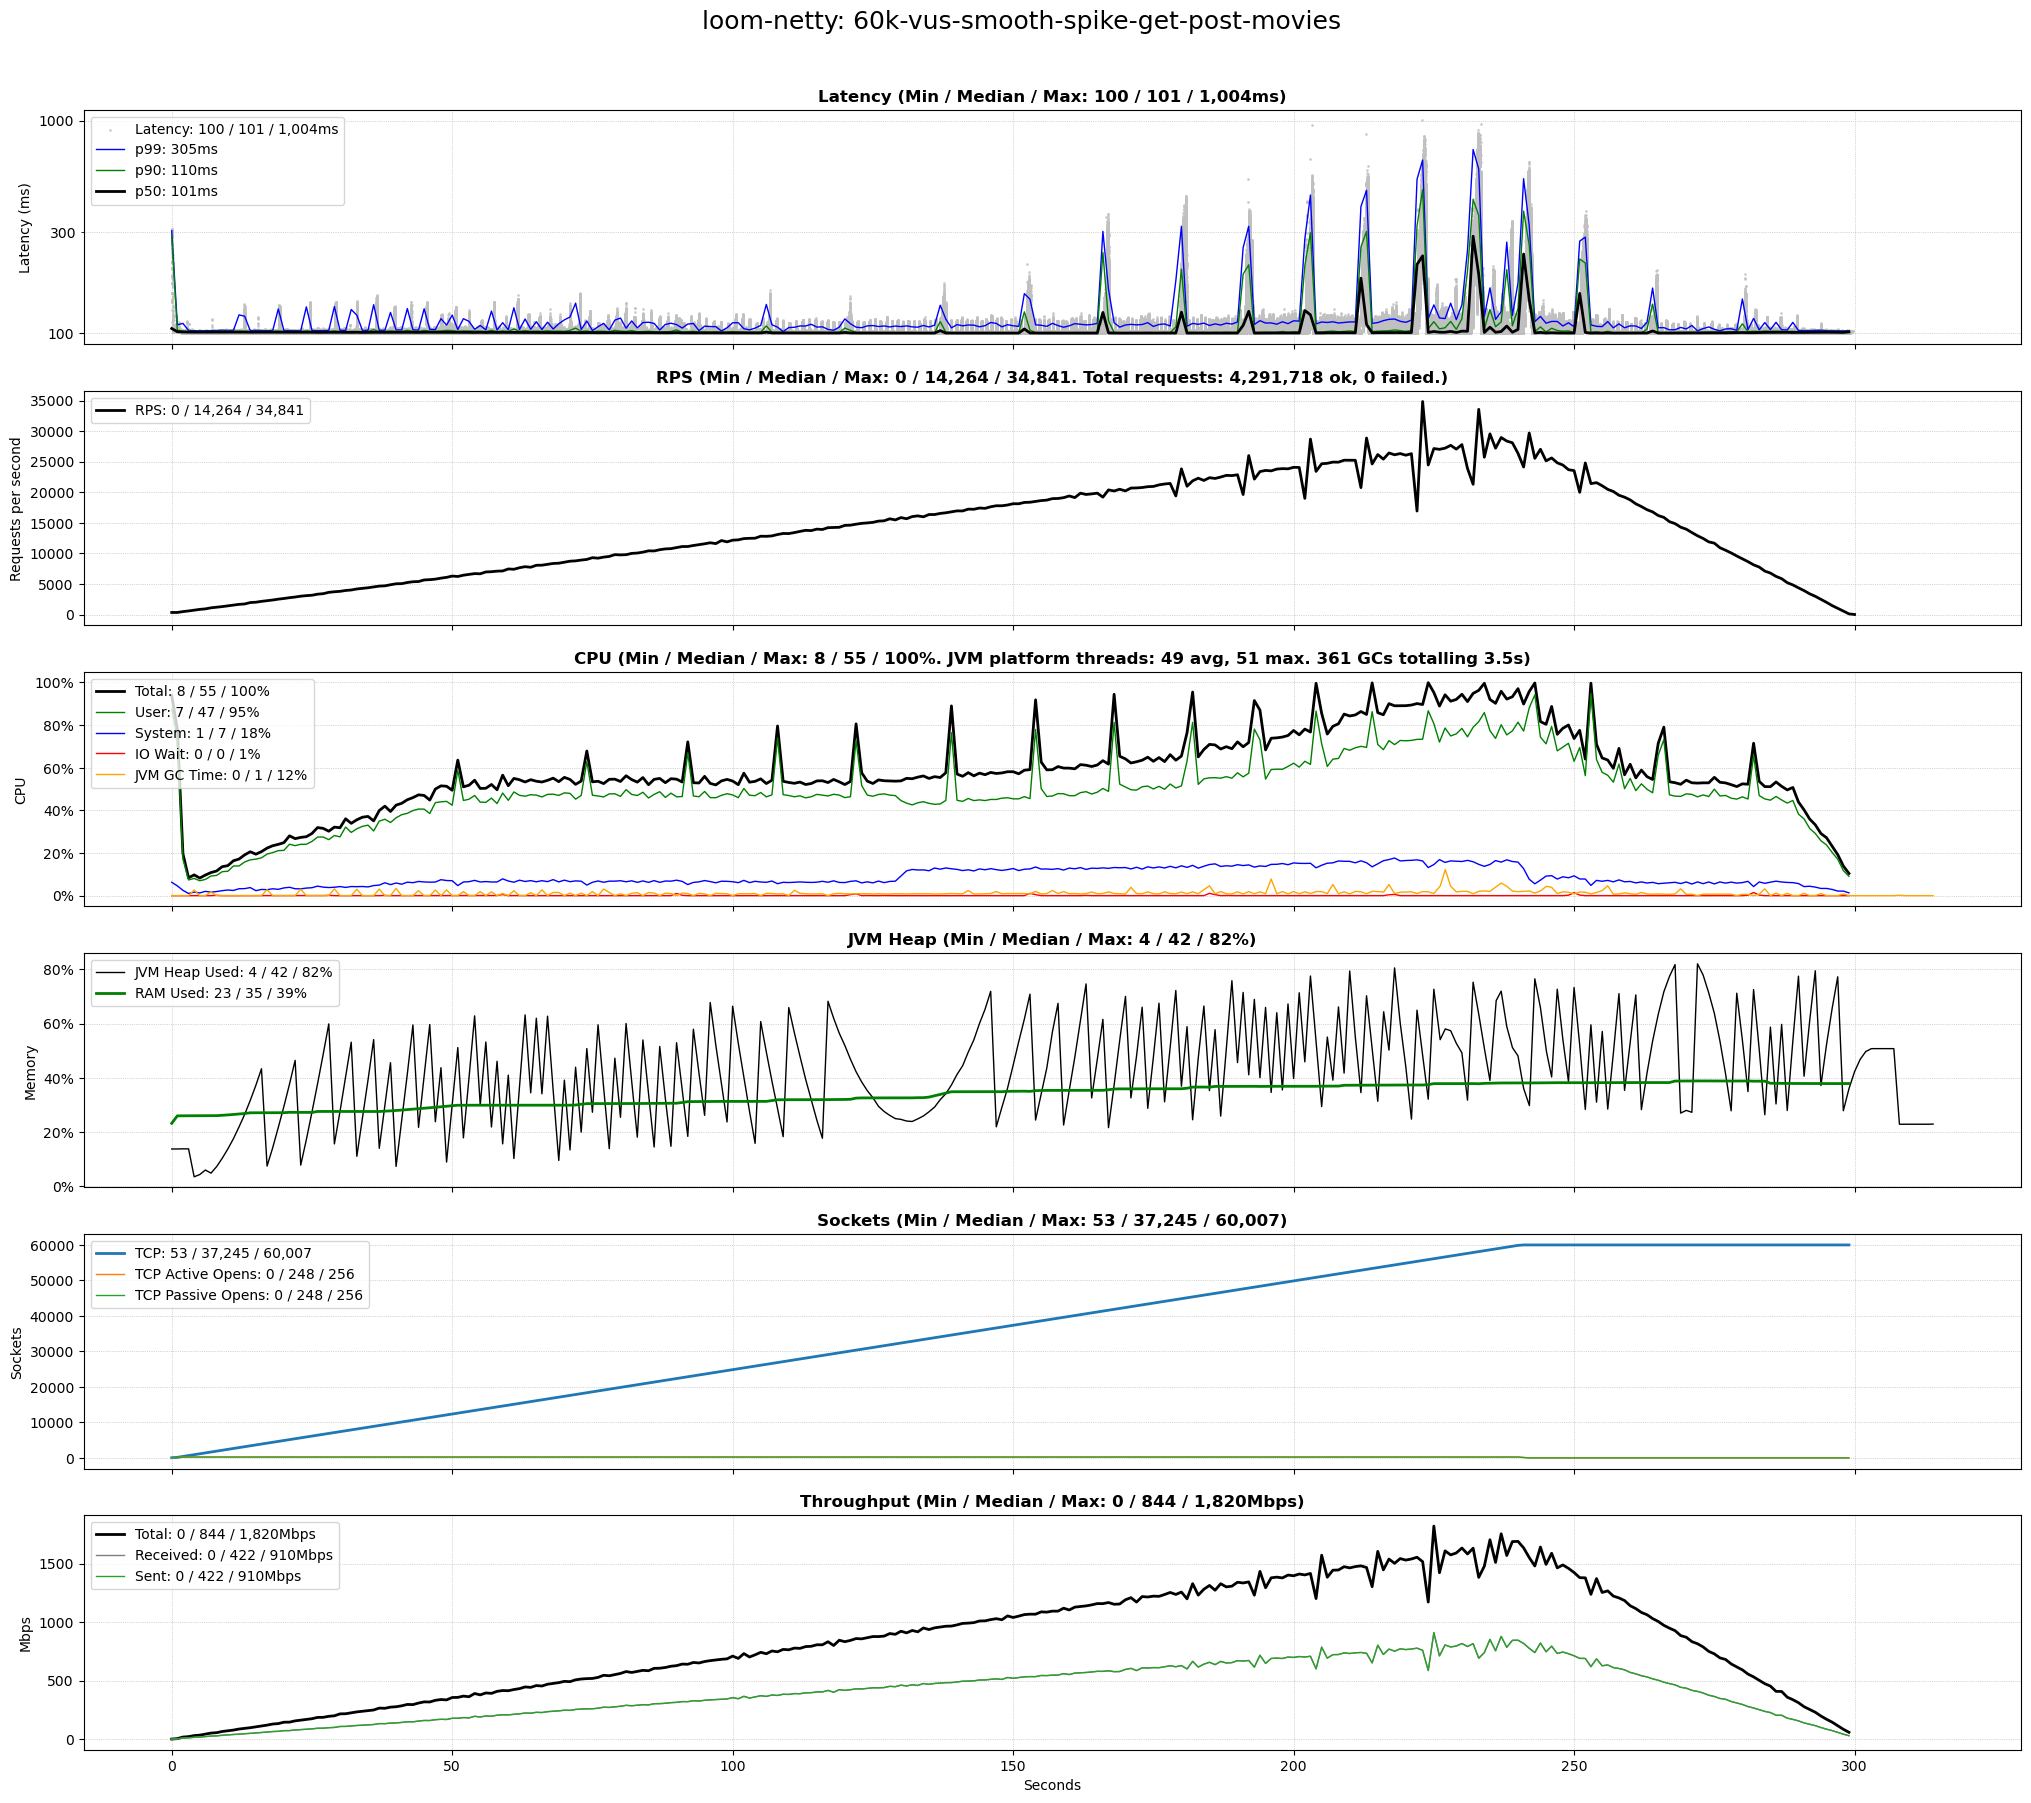 loom-netty: 60k-vus-smooth-spike-get-post-movies
Latency (Min / Median / Max: 100 / 101 / 1,004ms)
Latency (ms)
1000
300
100
Latency: 100 / 101 / 1,004ms
p99: 305ms
p90: 110ms
p50: 101ms
RPS (Min / Median / Max: 0 / 14,264 / 34,841. Total requests: 4,291,718 ok, 0 failed.)
Requests per second
35000
30000
25000
20000
15000
10000
5000
0
RPS: 0 / 14,264 / 34,841
CPU (Min / Median / Max: 8 / 55 / 100%. JVM platform threads: 49 avg, 51 max. 361 GCs totalling 3.5s)
CPU
100%
80%
60%
40%
20%
0%
Total: 8 / 55 / 100%
User: 7 / 47 / 95%
System: 1 / 7 / 18%
IO Wait: 0 / 0 / 1%
JVM GC Time: 0 / 1 / 12%
JVM Heap (Min / Median / Max: 4 / 42 / 82%)
Memory
80%
60%
40%
20%
0%
JVM Heap Used: 4 / 42 / 82%
RAM Used: 23 / 35 / 39%
Sockets (Min / Median / Max: 53 / 37,245 / 60,007)
Sockets
60000
50000
40000
30000
20000
10000
0
TCP: 53 / 37,245 / 60,007
TCP Active Opens: 0 / 248 / 256
TCP Passive Opens: 0 / 248 / 256
Throughput (Min / Median / Max: 0 / 844 / 1,820Mbps)
Mbps
1500
1000
500
0
Total: 0 / 844 / 1,820Mbps
Received: 0 / 422 / 910Mbps
Sent: 0 / 422 / 910Mbps
0 50 100 150 200 250 300
Seconds